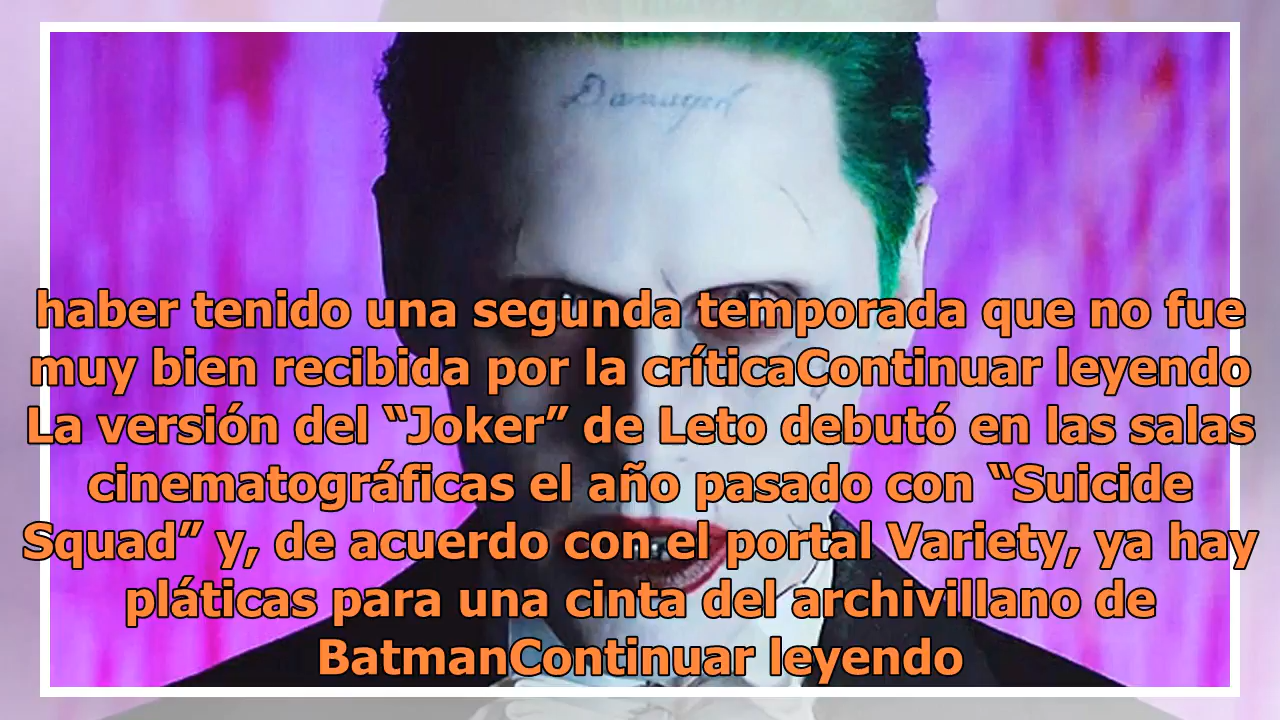 Damaged
haber tenido una segunda temporada que no fue
muy bien recibida por la críticaContinuar leyendo
La versión del “Joker” de Leto debutó en las salas
cinematográficas el año pasado con “Suicide
Squad” y, de acuerdo con el portal Variety, ya hay
pláticas para una cinta del archivillano de
BatmanContinuar leyendo